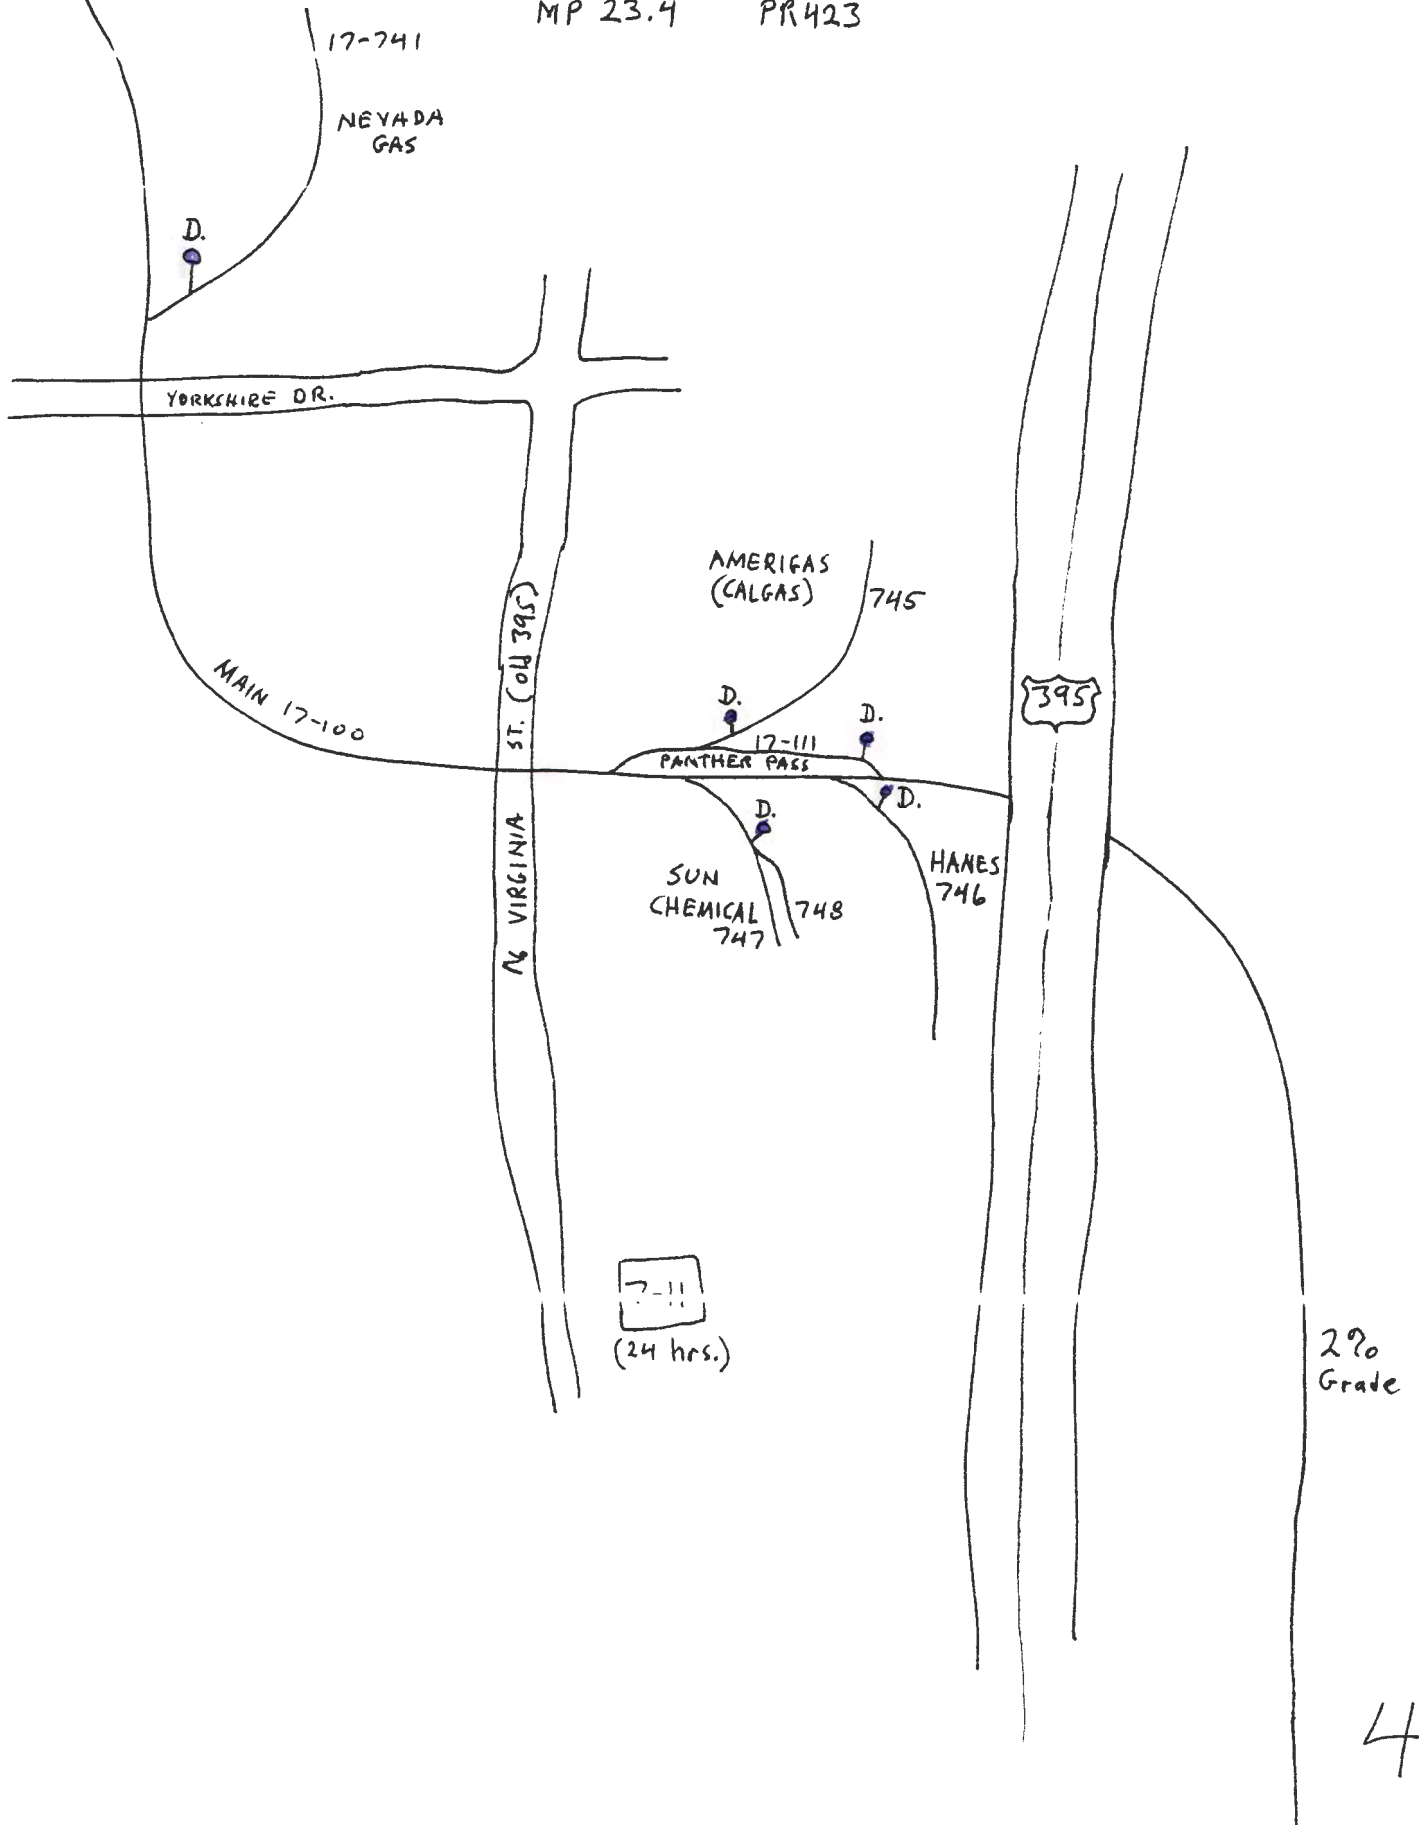 MP 23.4 PR423
17-741
NEVADA
GAS
D.
YORKSHIRE DR.
AMERIGAS
(CALGAS)
745
N. VIRGINIA ST. (old 395)
MAIN 17-100
395
D.
D.
17-111
PANTHER PASS
D.
D.
SUN
CHEMICAL
747
748
HANES
746
7-11
(24 hrs.)
2%
Grade
4